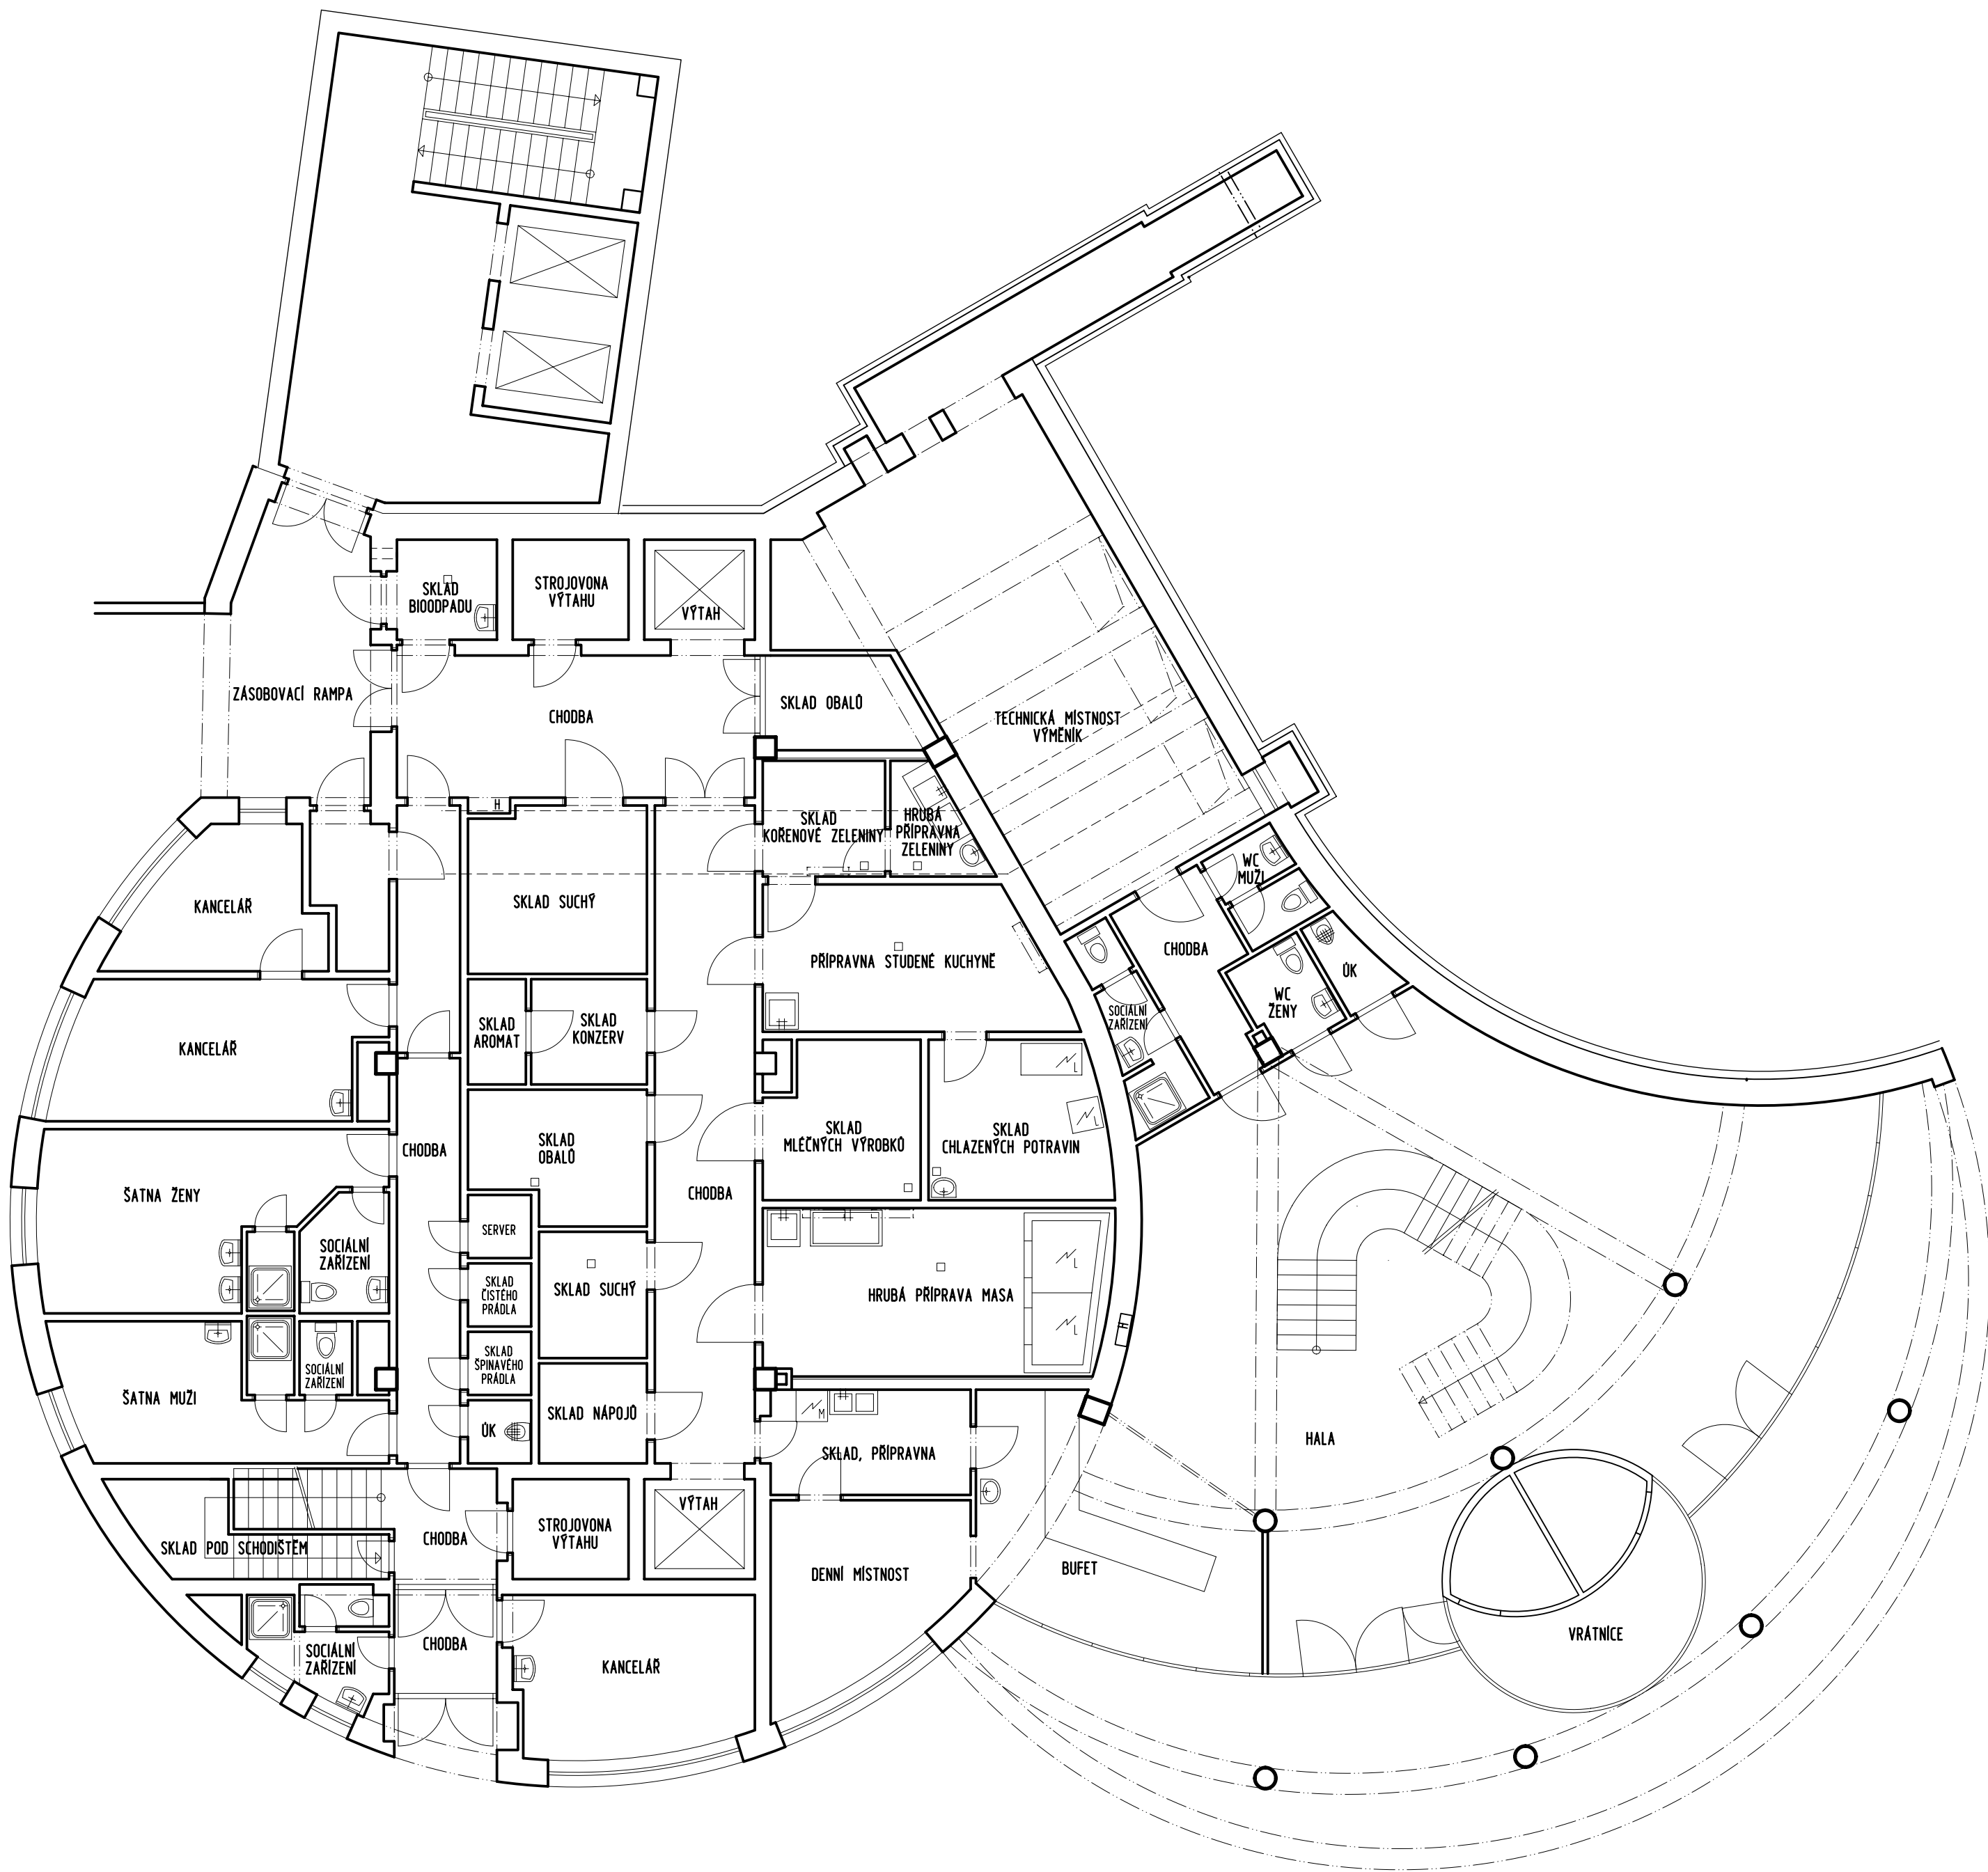 SKLAD
BIOODPADU
STROJOVONA
VÝTAHU
VÝTAH
ZÁSOBOVACÍ RAMPA
CHODBA
SKLAD OBALŮ
TECHNICKÁ MÍSTNOST
VÝMĚNÍK
H
SKLAD
KOŘENOVÉ ZELENINY
HRUBÁ
PŘÍPRAVNA
ZELENINY
WC
MUŽI
KANCELÁŘ
SKLAD SUCHÝ
PŘÍPRAVNA STUDENÉ KUCHYNĚ
CHODBA
ÚK
WC
ŽENY
SOCIÁLNÍ
ZAŘÍZENÍ
KANCELÁŘ
SKLAD
AROMAT
SKLAD
KONZERV
L
CHODBA
SKLAD
OBALŮ
SKLAD
MLÉČNÝCH VÝROBKŮ
SKLAD
CHLAZENÝCH POTRAVIN
L
ŠATNA ŽENY
CHODBA
SERVER
SOCIÁLNÍ
ZAŘÍZENÍ
SKLAD
ČISTÉHO
PRÁDLA
SKLAD SUCHÝ
HRUBÁ PŘÍPRAVA MASA
L
L
H
ŠATNA MUŽI
SOCIÁLNÍ
ZAŘÍZENÍ
SKLAD
ŠPINAVÉHO
PRÁDLA
ÚK
SKLAD NÁPOJŮ
M
SKLAD, PŘÍPRAVNA
HALA
SKLAD POD SCHODIŠTĚM
CHODBA
STROJOVONA
VÝTAHU
VÝTAH
DENNÍ MÍSTNOST
BUFET
SOCIÁLNÍ
ZAŘÍZENÍ
CHODBA
KANCELÁŘ
VRÁTNÍCE